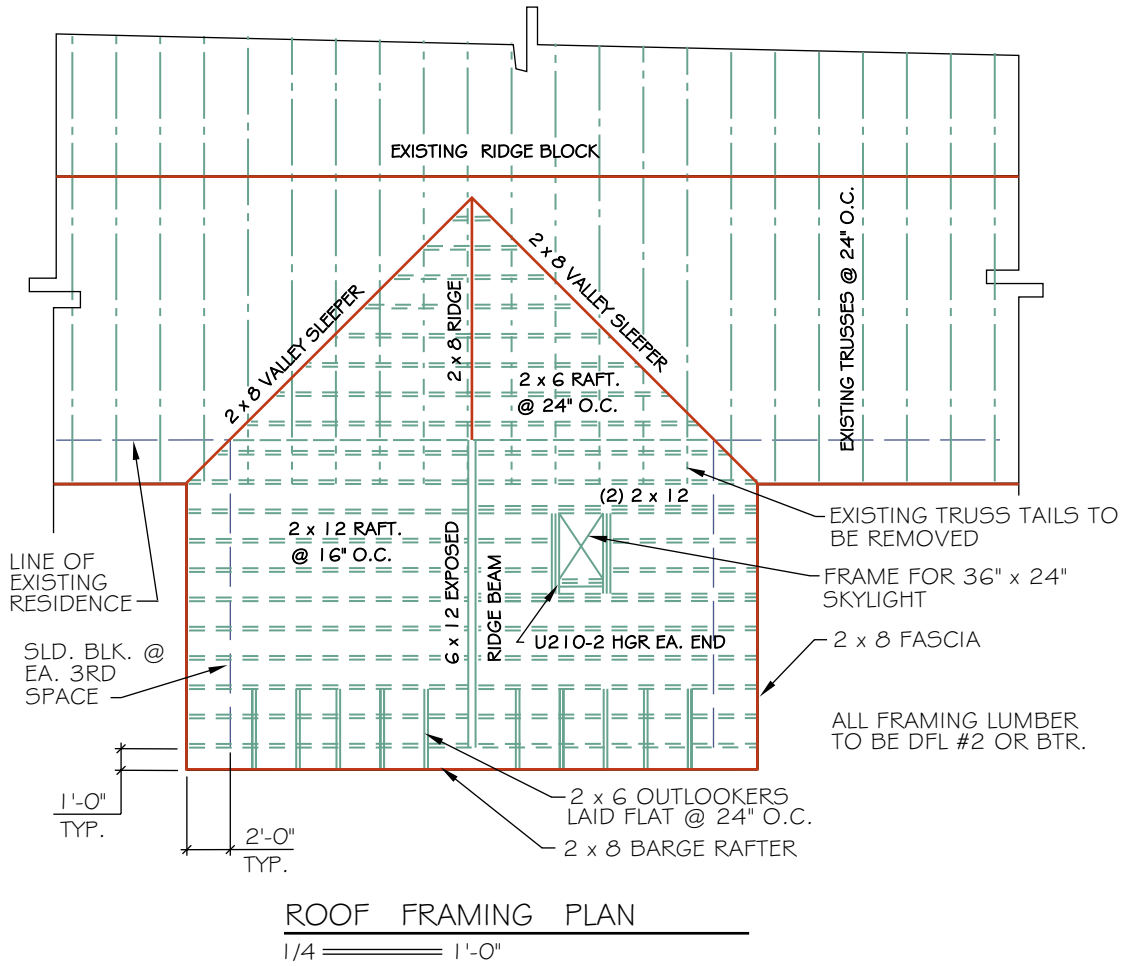 EXISTING RIDGE BLOCK
EXISTING TRUSSES @ 24" O.C.
2 x 8 VALLEY SLEEPER
2 x 8 VALLEY SLEEPER
2 x 8 RIDGE
2 x 6 RAFT.
@ 24" O.C.
(2) 2 x 12
2 x 12 RAFT.
@ 16" O.C.
6 x 12 EXPOSED
RIDGE BEAM
U210-2 HGR EA. END
LINE OF
EXISTING
RESIDENCE
SLD. BLK. @
EA. 3RD
SPACE
EXISTING TRUSS TAILS TO
BE REMOVED
FRAME FOR 36" x 24"
SKYLIGHT
2 x 8 FASCIA
ALL FRAMING LUMBER
TO BE DFL #2 OR BTR.
1'-0"
TYP.
2'-0"
TYP.
2 x 6 OUTLOOKERS
LAID FLAT @ 24" O.C.
2 x 8 BARGE RAFTER
ROOF FRAMING PLAN
1/4 1'-0"